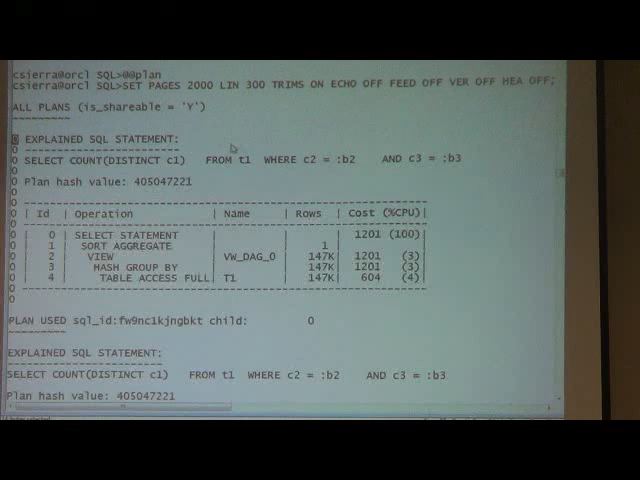 csierra@orcl SQL>@@plan
csierra@orcl SQL>SET PAGES 2000 LIN 300 TRIMS ON ECHO OFF FEED OFF VER OFF HEA OFF;
ALL PLANS (is_shareable = 'Y')
~~~~~~~~~
0 EXPLAINED SQL STATEMENT:
0 ------------------------
0 SELECT COUNT(DISTINCT c1) FROM t1 WHERE c2 = :b2 AND c3 = :b3
0
0 Plan hash value: 405047221
0
0 ---------------------------------------------------------------
0 | Id | Operation | Name | Rows | Cost (%CPU)|
0 ---------------------------------------------------------------
0 | 0 | SELECT STATEMENT | | | 1201 (100)|
0 | 1 | SORT AGGREGATE | | 1 | |
0 | 2 | VIEW | VW_DAG_0 | 147K| 1201 (3)|
0 | 3 | HASH GROUP BY | | 147K| 1201 (3)|
0 | 4 | TABLE ACCESS FULL| T1 | 147K| 604 (4)|
0 ---------------------------------------------------------------
0
PLAN USED sql_id:fw9nc1kjngbkt child: 0
~~~~~~~~~
EXPLAINED SQL STATEMENT:
------------------------
SELECT COUNT(DISTINCT c1) FROM t1 WHERE c2 = :b2 AND c3 = :b3
Plan hash value: 405047221